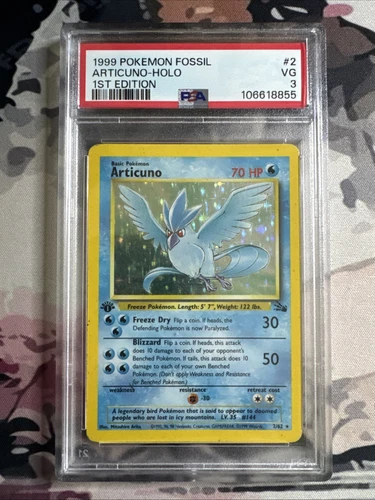 1999 POKEMON FOSSIL #2
ARTICUNO-HOLO VG
1ST EDITION 3
PSA 106618855
Basic Pokémon
Articuno 70 HP
Freeze Pokémon. Length: 5' 7", Weight: 122 lbs.
Freeze Dry Flip a coin. If heads, the
Defending Pokémon is now Paralyzed. 30
Blizzard Flip a coin. If heads, this attack
does 10 damage to each of your opponent's
Benched Pokémon. If tails, this attack does 10 50
damage to each of your own Benched
Pokémon. (Don't apply Weakness and Resistance
for Benched Pokémon.)
weakness resistance retreat cost
-30
A legendary bird Pokémon that is said to appear to doomed
people who are lost in icy mountains. LV. 35 #144
Illus. Mitsuhiro Arita 2/62